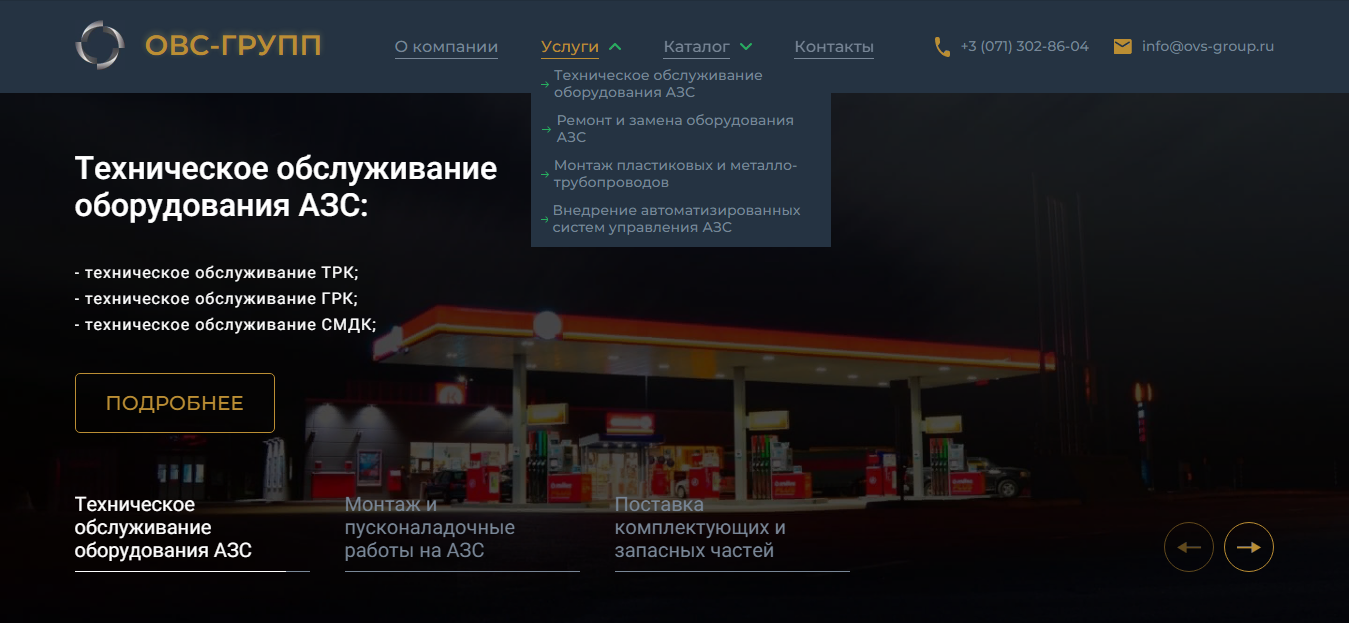 ОВС-ГРУПП
О компании
Услуги
Каталог
Контакты
+3 (071) 302-86-04
info@ovs-group.ru
Техническое обслуживание
оборудования АЗС
Ремонт и замена оборудования
АЗС
Монтаж пластиковых и металло-
трубопроводов
Внедрение автоматизированных
систем управления АЗС
Техническое обслуживание
оборудования АЗС:
- техническое обслуживание ТРК;
- техническое обслуживание ГРК;
- техническое обслуживание СМДК;
ПОДРОБНЕЕ
Техническое
обслуживание
оборудования АЗС
Монтаж и
пусконаладочные
работы на АЗС
Поставка
комплектующих и
запасных частей